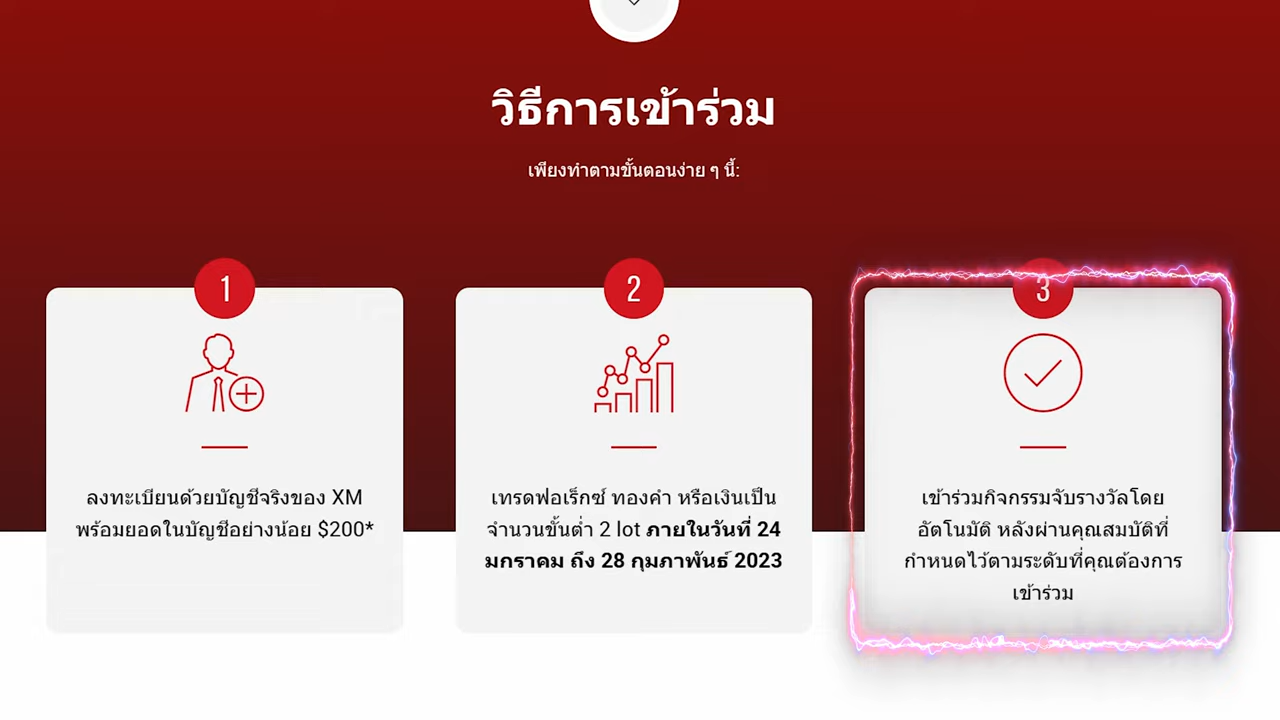 วิธีการเข้าร่วม
เพียงทำตามขั้นตอนง่าย ๆ นี้:
1
ลงทะเบียนด้วยบัญชีจริงของ XM
พร้อมยอดในบัญชีอย่างน้อย $200*
2
เทรดฟอเร็กซ์ ทองคำ หรือเงินเป็น
จำนวนขั้นต่ำ 2 lot ภายในวันที่ 24
มกราคม ถึง 28 กุมภาพันธ์ 2023
3
เข้าร่วมกิจกรรมจับรางวัลโดย
อัตโนมัติ หลังผ่านคุณสมบัติที่
กำหนดไว้ตามระดับที่คุณต้องการ
เข้าร่วม